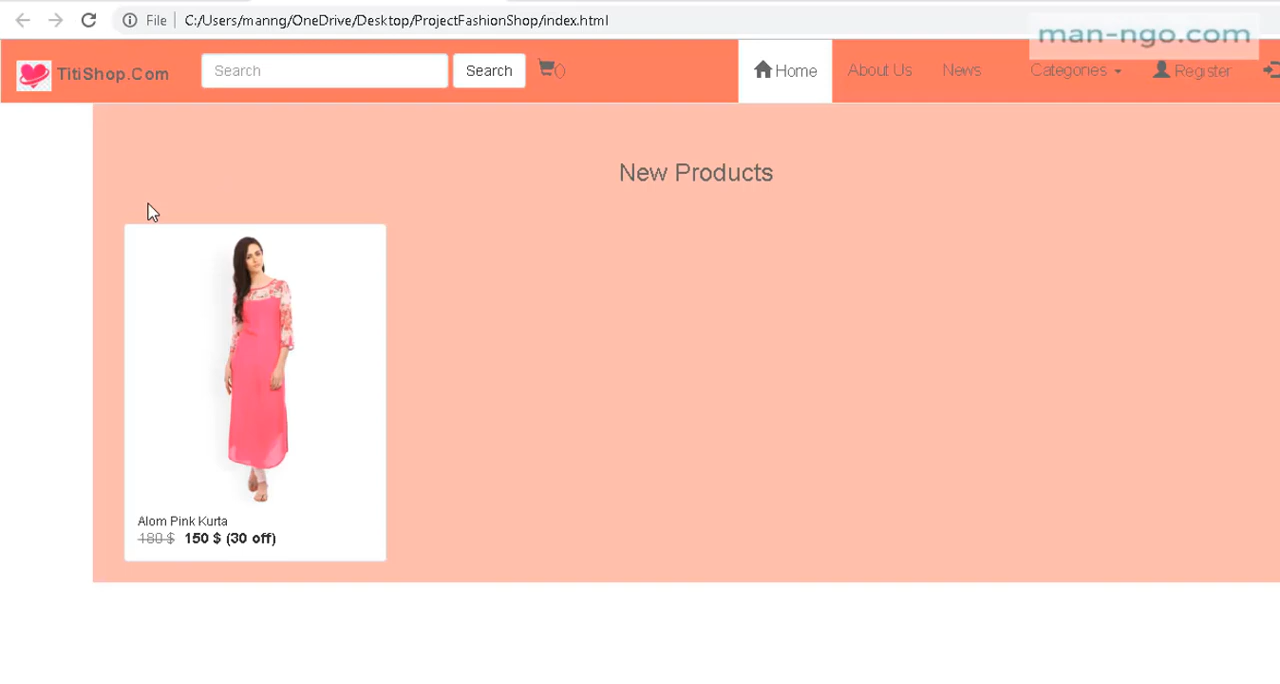 File C:/Users/manng/OneDrive/Desktop/ProjectFashionShop/index.html
man-ngo.com
TitiShop.Com Search Search 0 Home About Us News Categories Register
New Products
Alom Pink Kurta
180 $ 150 $ (30 off)